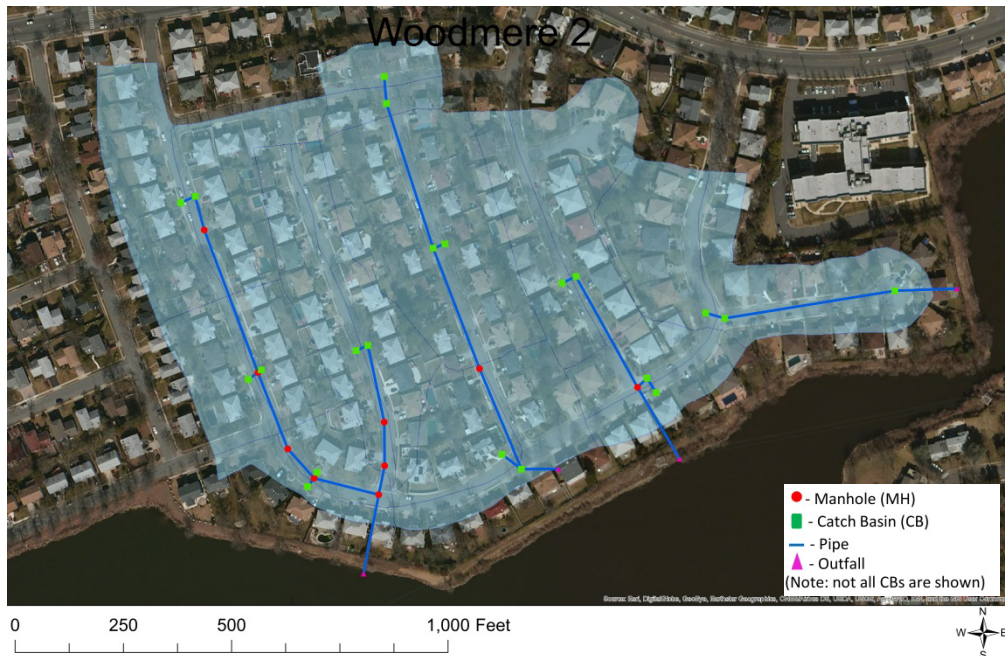 Woodmere 2
- Manhole (MH)
- Catch Basin (CB)
- Pipe
- Outfall
(Note: not all CBs are shown)
0 250 500 1,000 Feet
N
W E
S